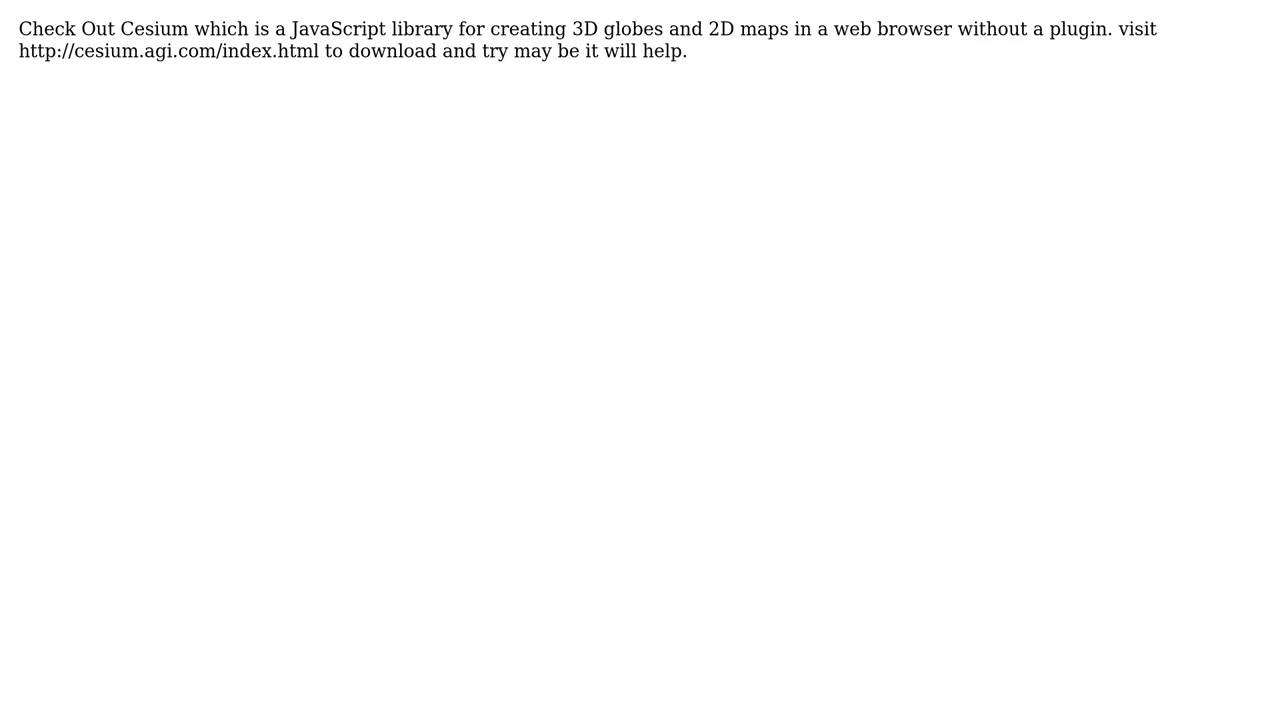 Check Out Cesium which is a JavaScript library for creating 3D globes and 2D maps in a web browser without a plugin. visit
http://cesium.agi.com/index.html to download and try may be it will help.